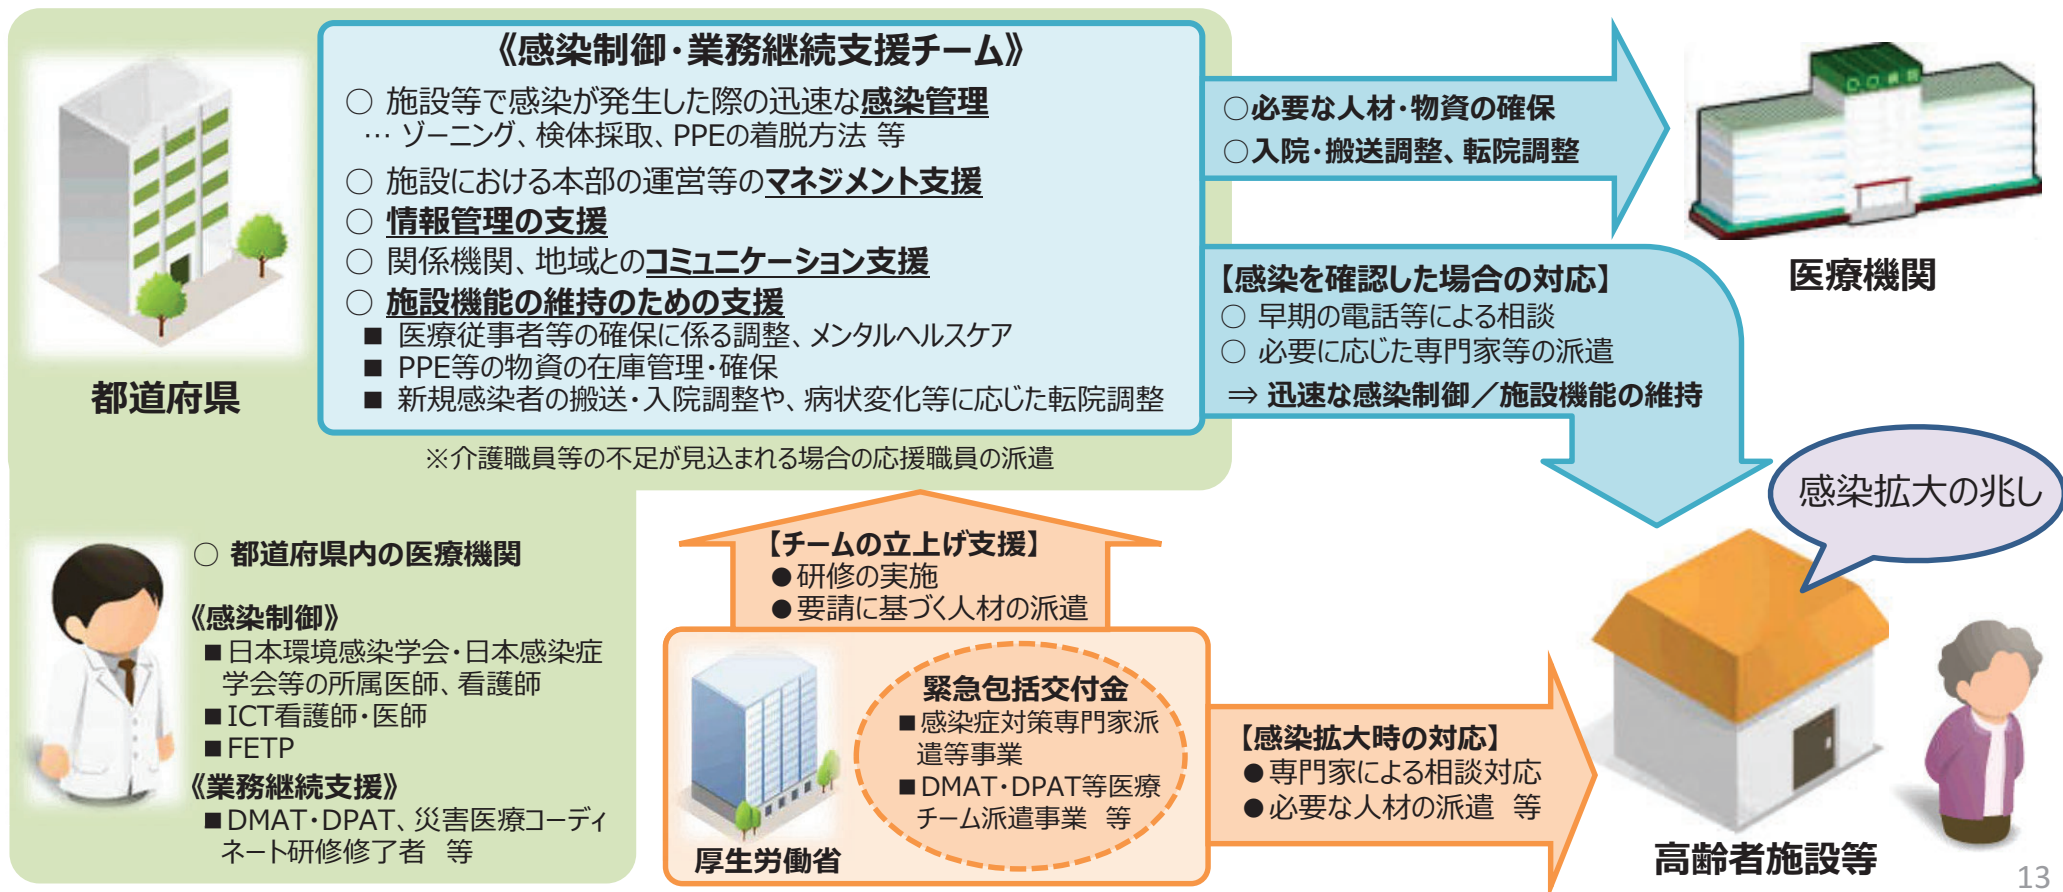 《感染制御・業務継続支援チーム》
○ 施設等で感染が発生した際の迅速な感染管理
… ゾーニング、検体採取、PPEの着脱方法 等
○ 施設における本部の運営等のマネジメント支援
○ 情報管理の支援
○ 関係機関、地域とのコミュニケーション支援
○ 施設機能の維持のための支援
■ 医療従事者等の確保に係る調整、メンタルヘルスケア
■ PPE等の物資の在庫管理・確保
■ 新規感染者の搬送・入院調整や、病状変化等に応じた転院調整
都道府県
※介護職員等の不足が見込まれる場合の応援職員の派遣
○必要な人材・物資の確保
○入院・搬送調整、転院調整
医療機関
【感染を確認した場合の対応】
○ 早期の電話等による相談
○ 必要に応じた専門家等の派遣
⇒ 迅速な感染制御／施設機能の維持
感染拡大の兆し
○ 都道府県内の医療機関
《感染制御》
■日本環境感染学会・日本感染症
学会等の所属医師、看護師
■ICT看護師・医師
■FETP
《業務継続支援》
■DMAT・DPAT、災害医療コーディ
ネート研修修了者 等
【チームの立上げ支援】
●研修の実施
●要請に基づく人材の派遣
緊急包括交付金
■感染症対策専門家派
遣等事業
■DMAT・DPAT等医療
チーム派遣事業 等
厚生労働省
【感染拡大時の対応】
●専門家による相談対応
●必要な人材の派遣 等
高齢者施設等
13